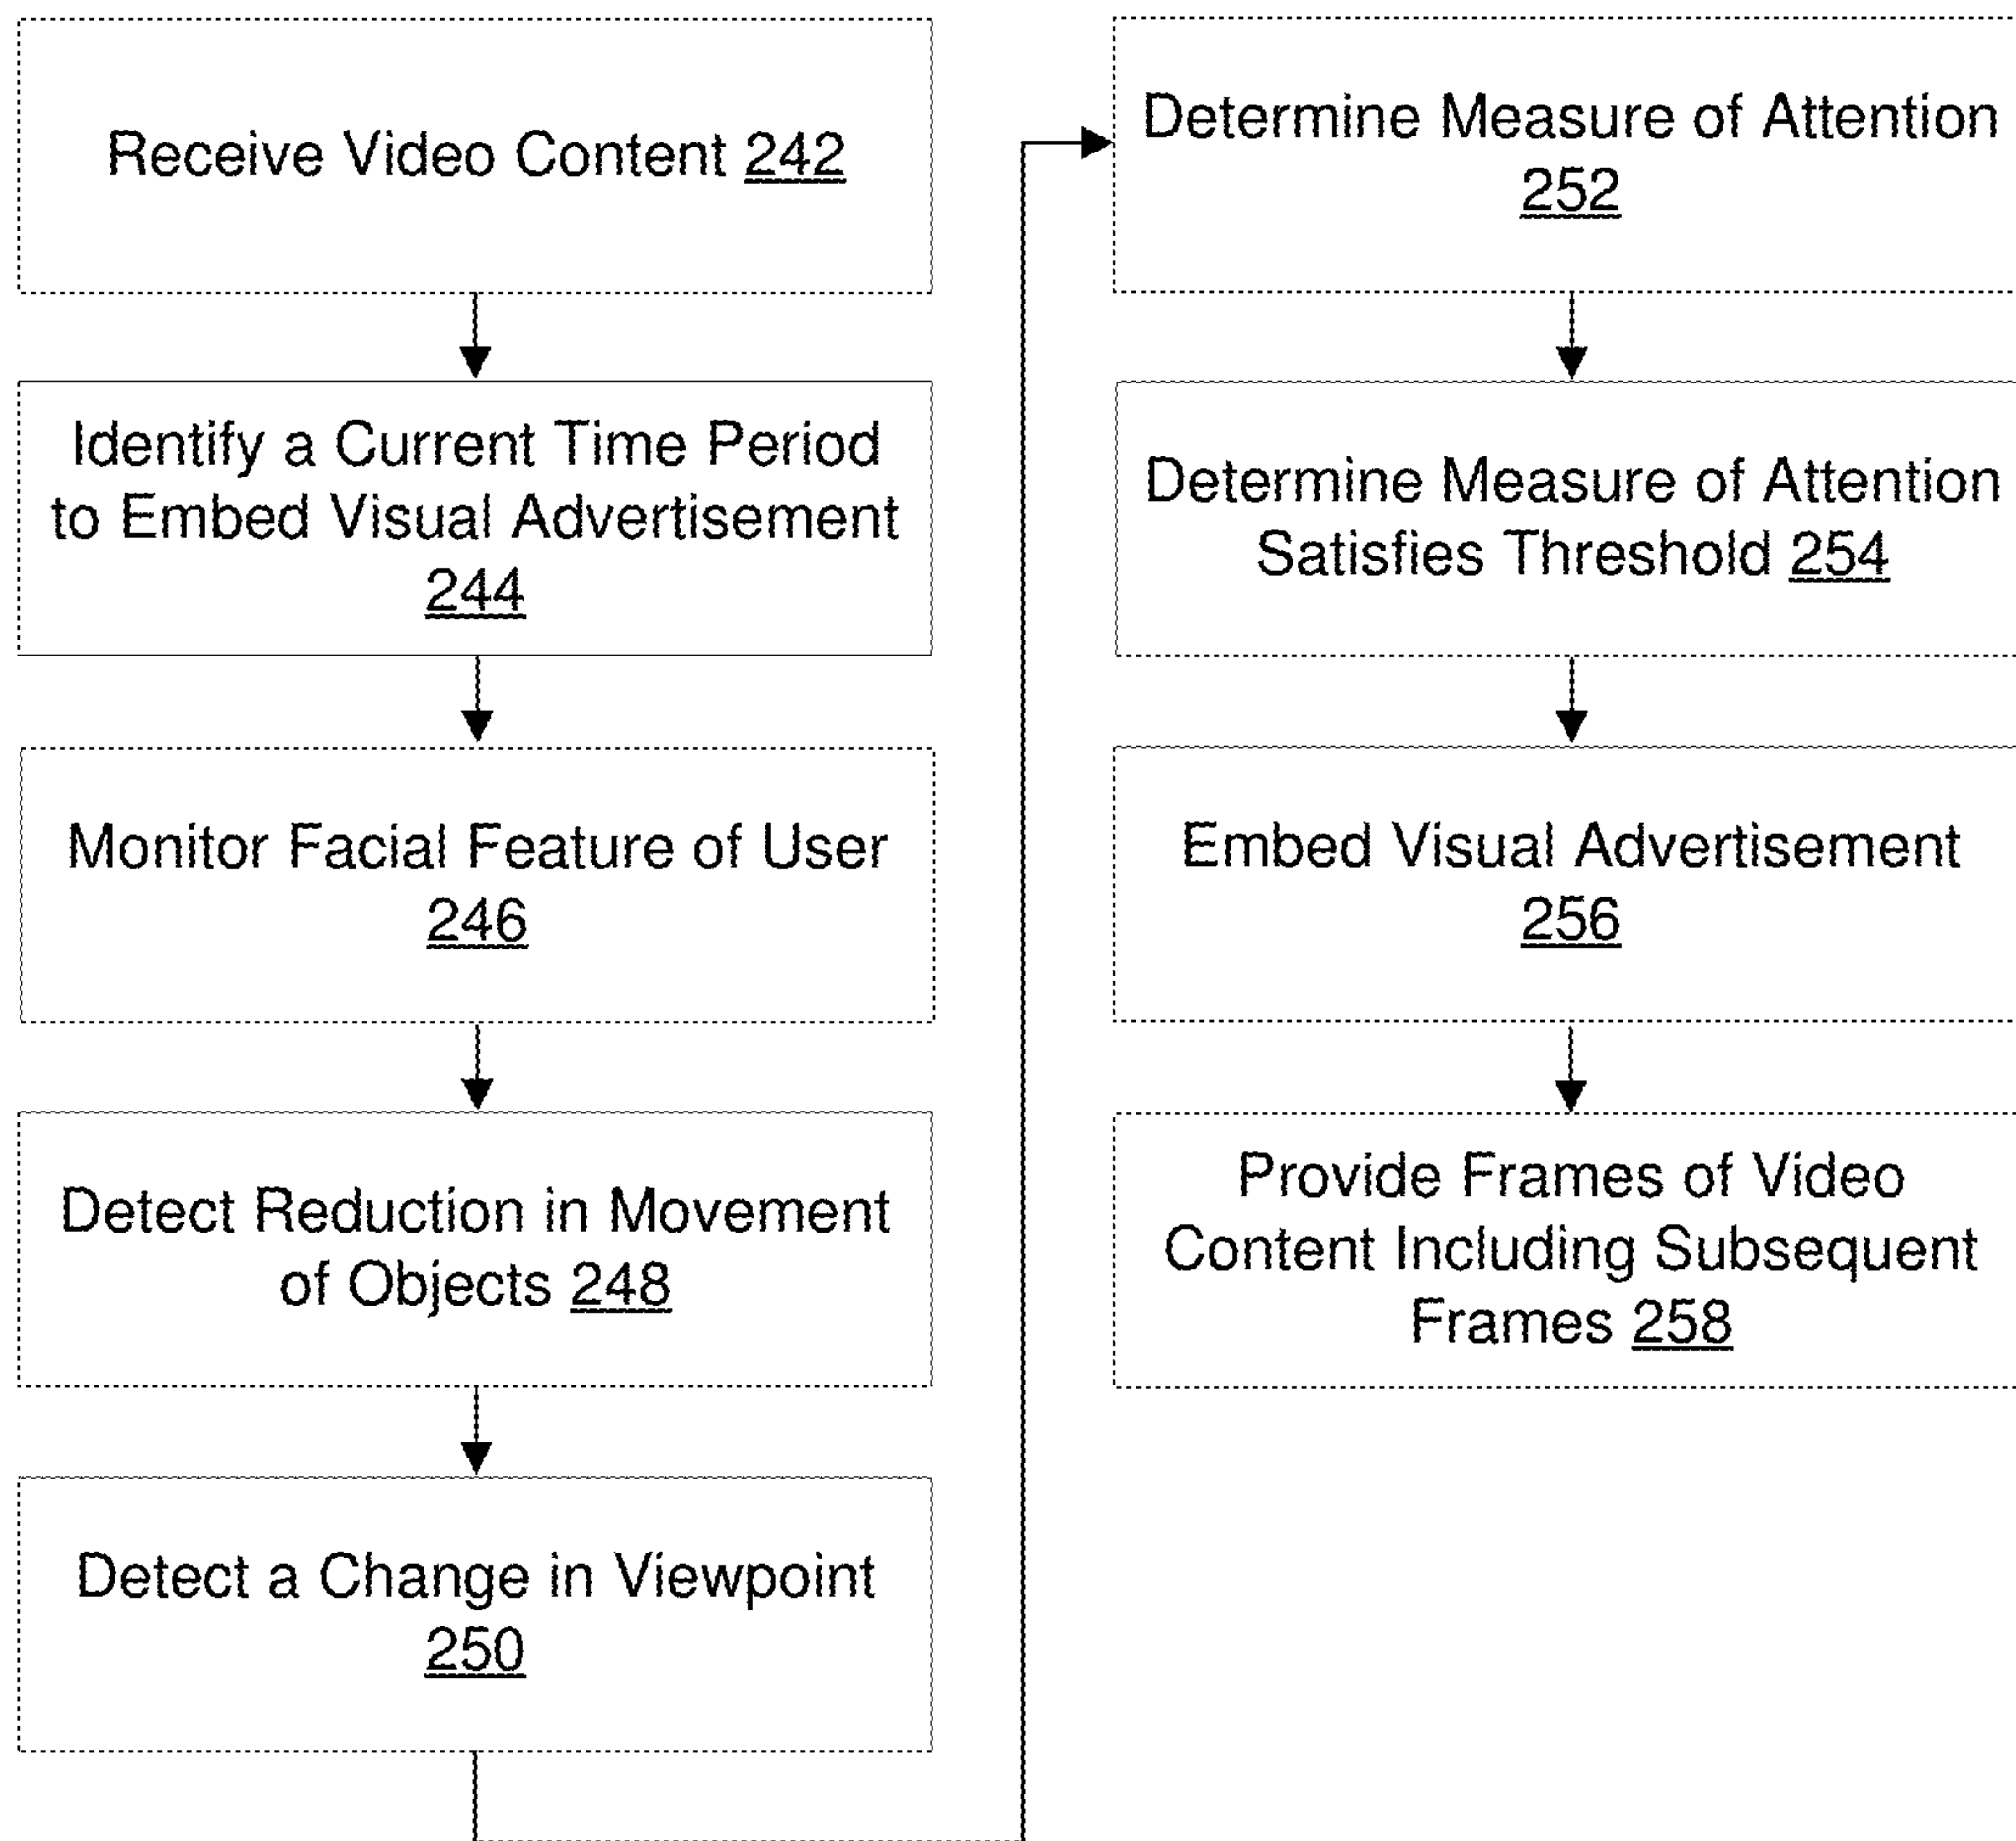 Receive Video Content 242
Identify a Current Time Period
to Embed Visual Advertisement
244
Monitor Facial Feature of User
246
Detect Reduction in Movement
of Objects 248
Detect a Change in Viewpoint
250
Determine Measure of Attention
252
Determine Measure of Attention
Satisfies Threshold 254
Embed Visual Advertisement
256
Provide Frames of Video
Content Including Subsequent
Frames 258